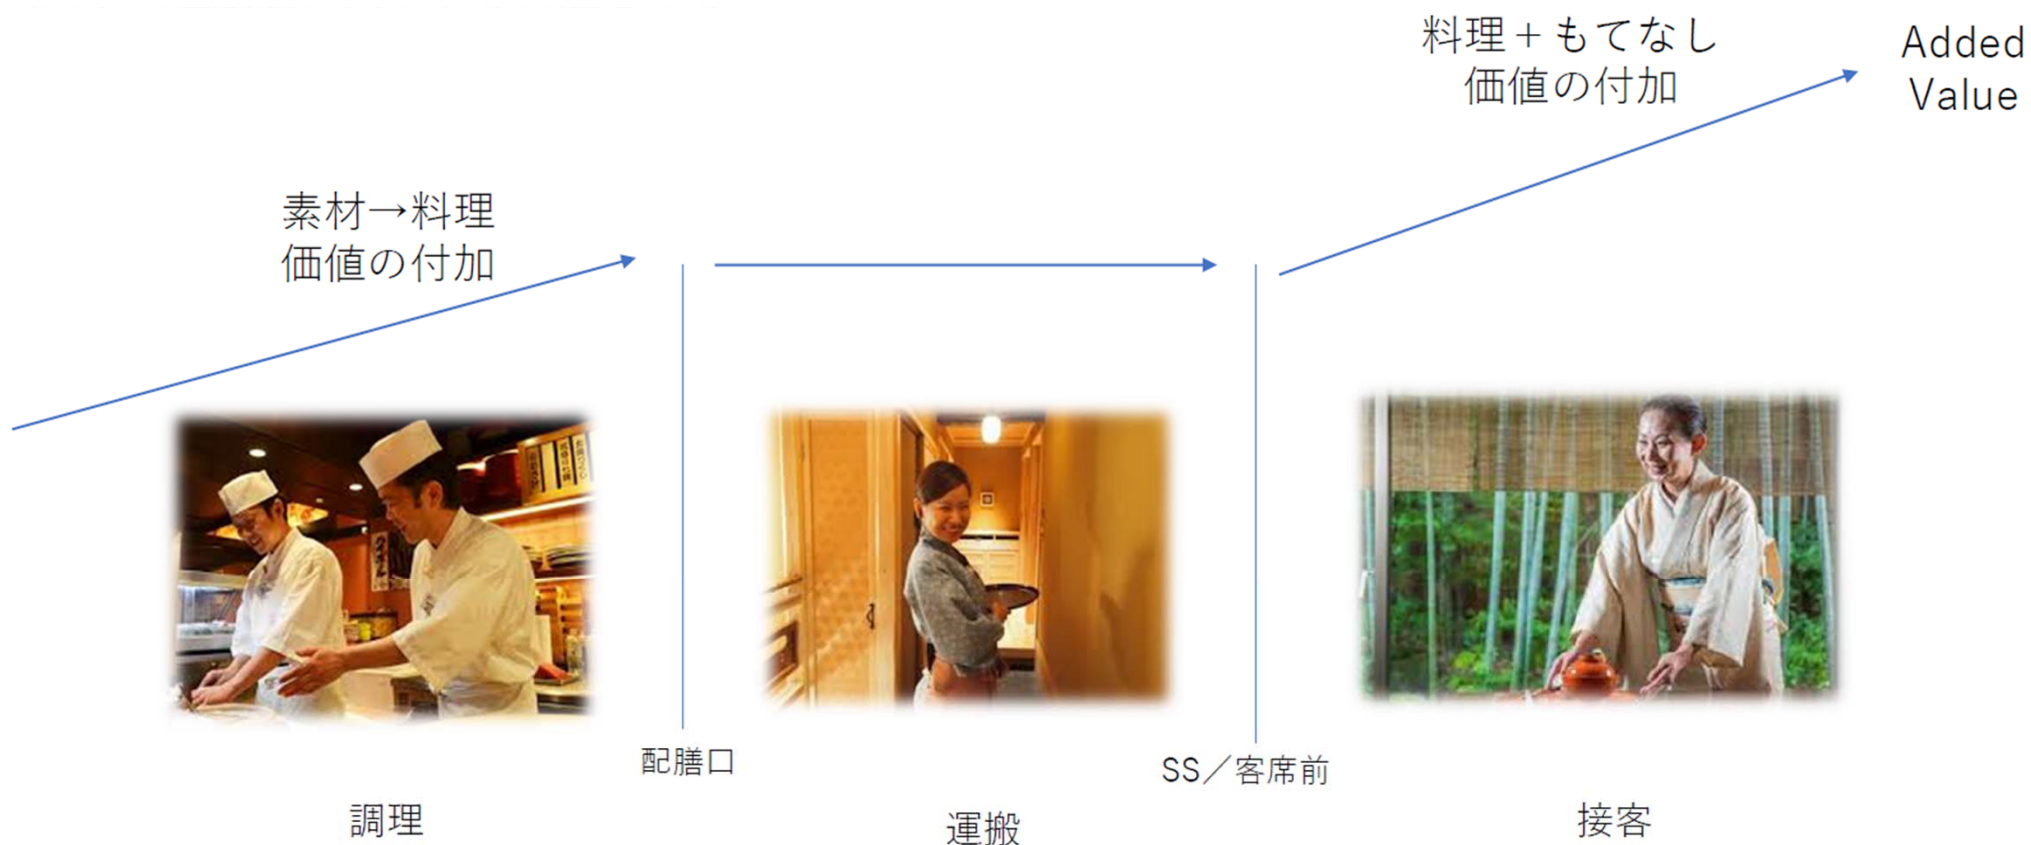 料理＋もてなし
価値の付加
Added
Value
素材→料理
価値の付加
配膳口
SS／客席前
調理
運搬
接客